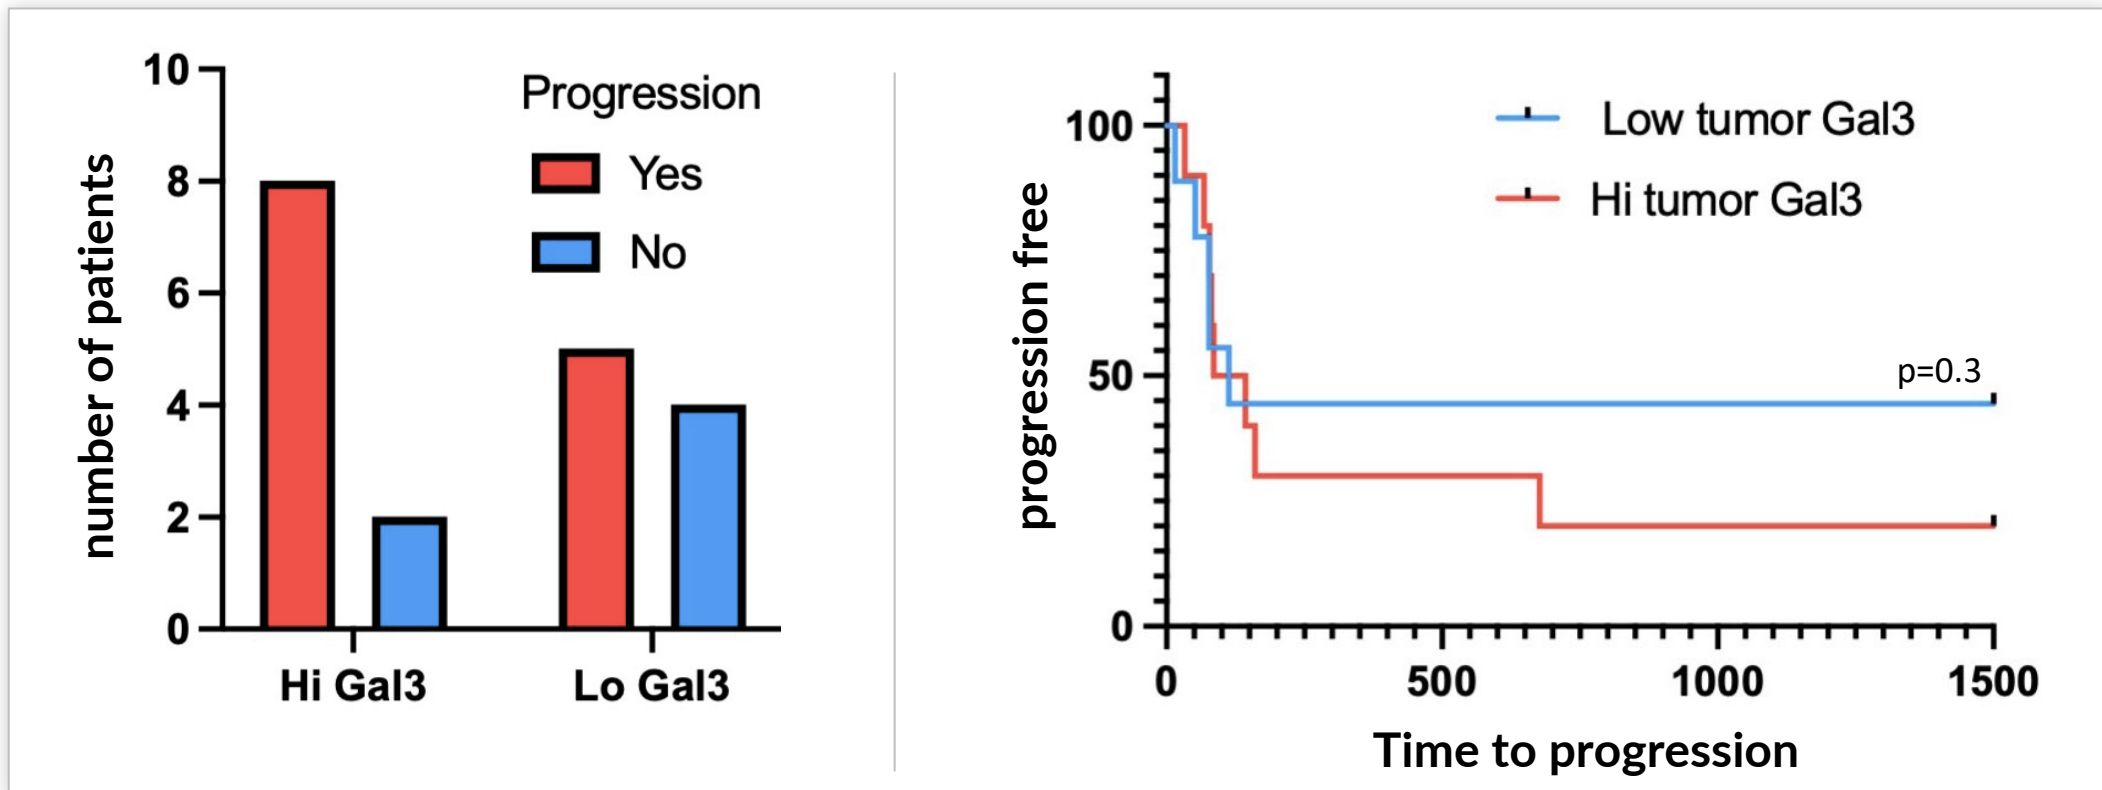 number of patients
10
8
6
4
2
0
Progression
Yes
No
Hi Gal3
Lo Gal3
progression free
100
50
0
Low tumor Gal3
Hi tumor Gal3
p=0.3
0
500
1000
1500
Time to progression